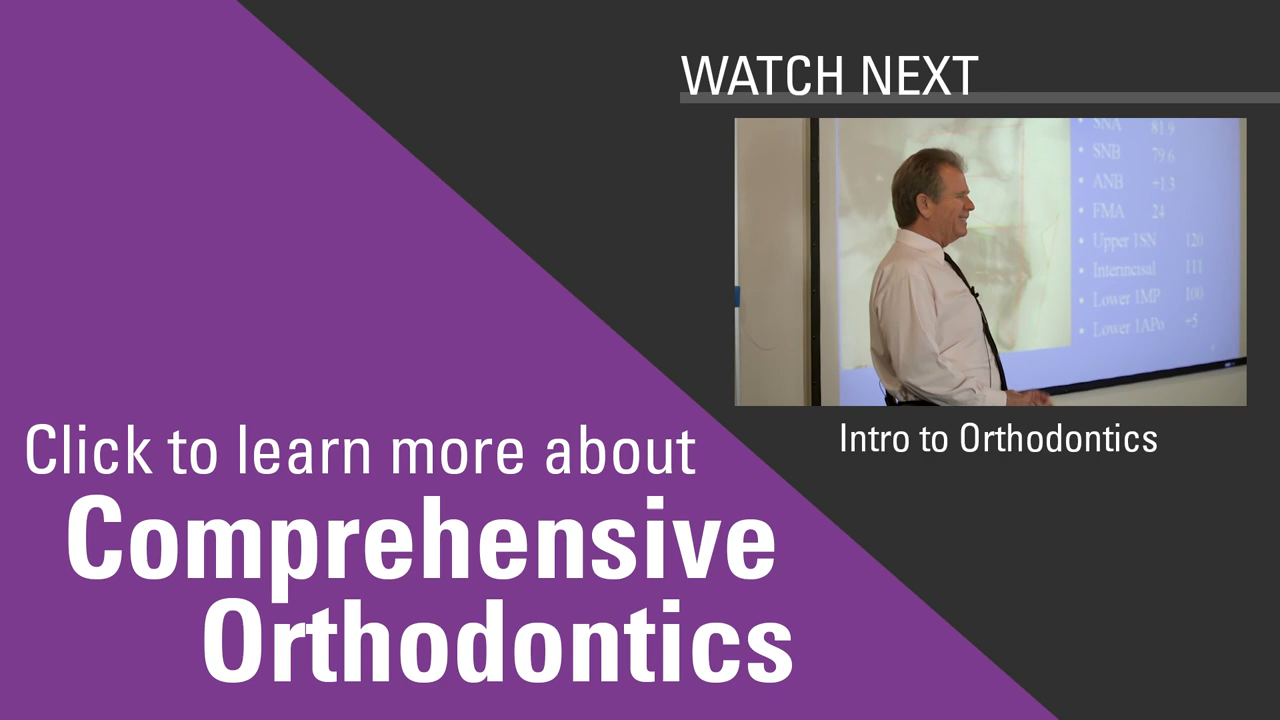 WATCH NEXT
• SNA 81.9
• SNB 79.6
• ANB +1.3
• FMA 24
• Upper 1SN 120
• Interincisal 111
• Lower 1MP 100
• Lower 1APo +5
Intro to Orthodontics
Click to learn more about
Comprehensive
Orthodontics